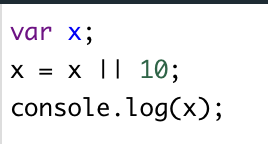 var x;
x = x || 10;
console.log(x);